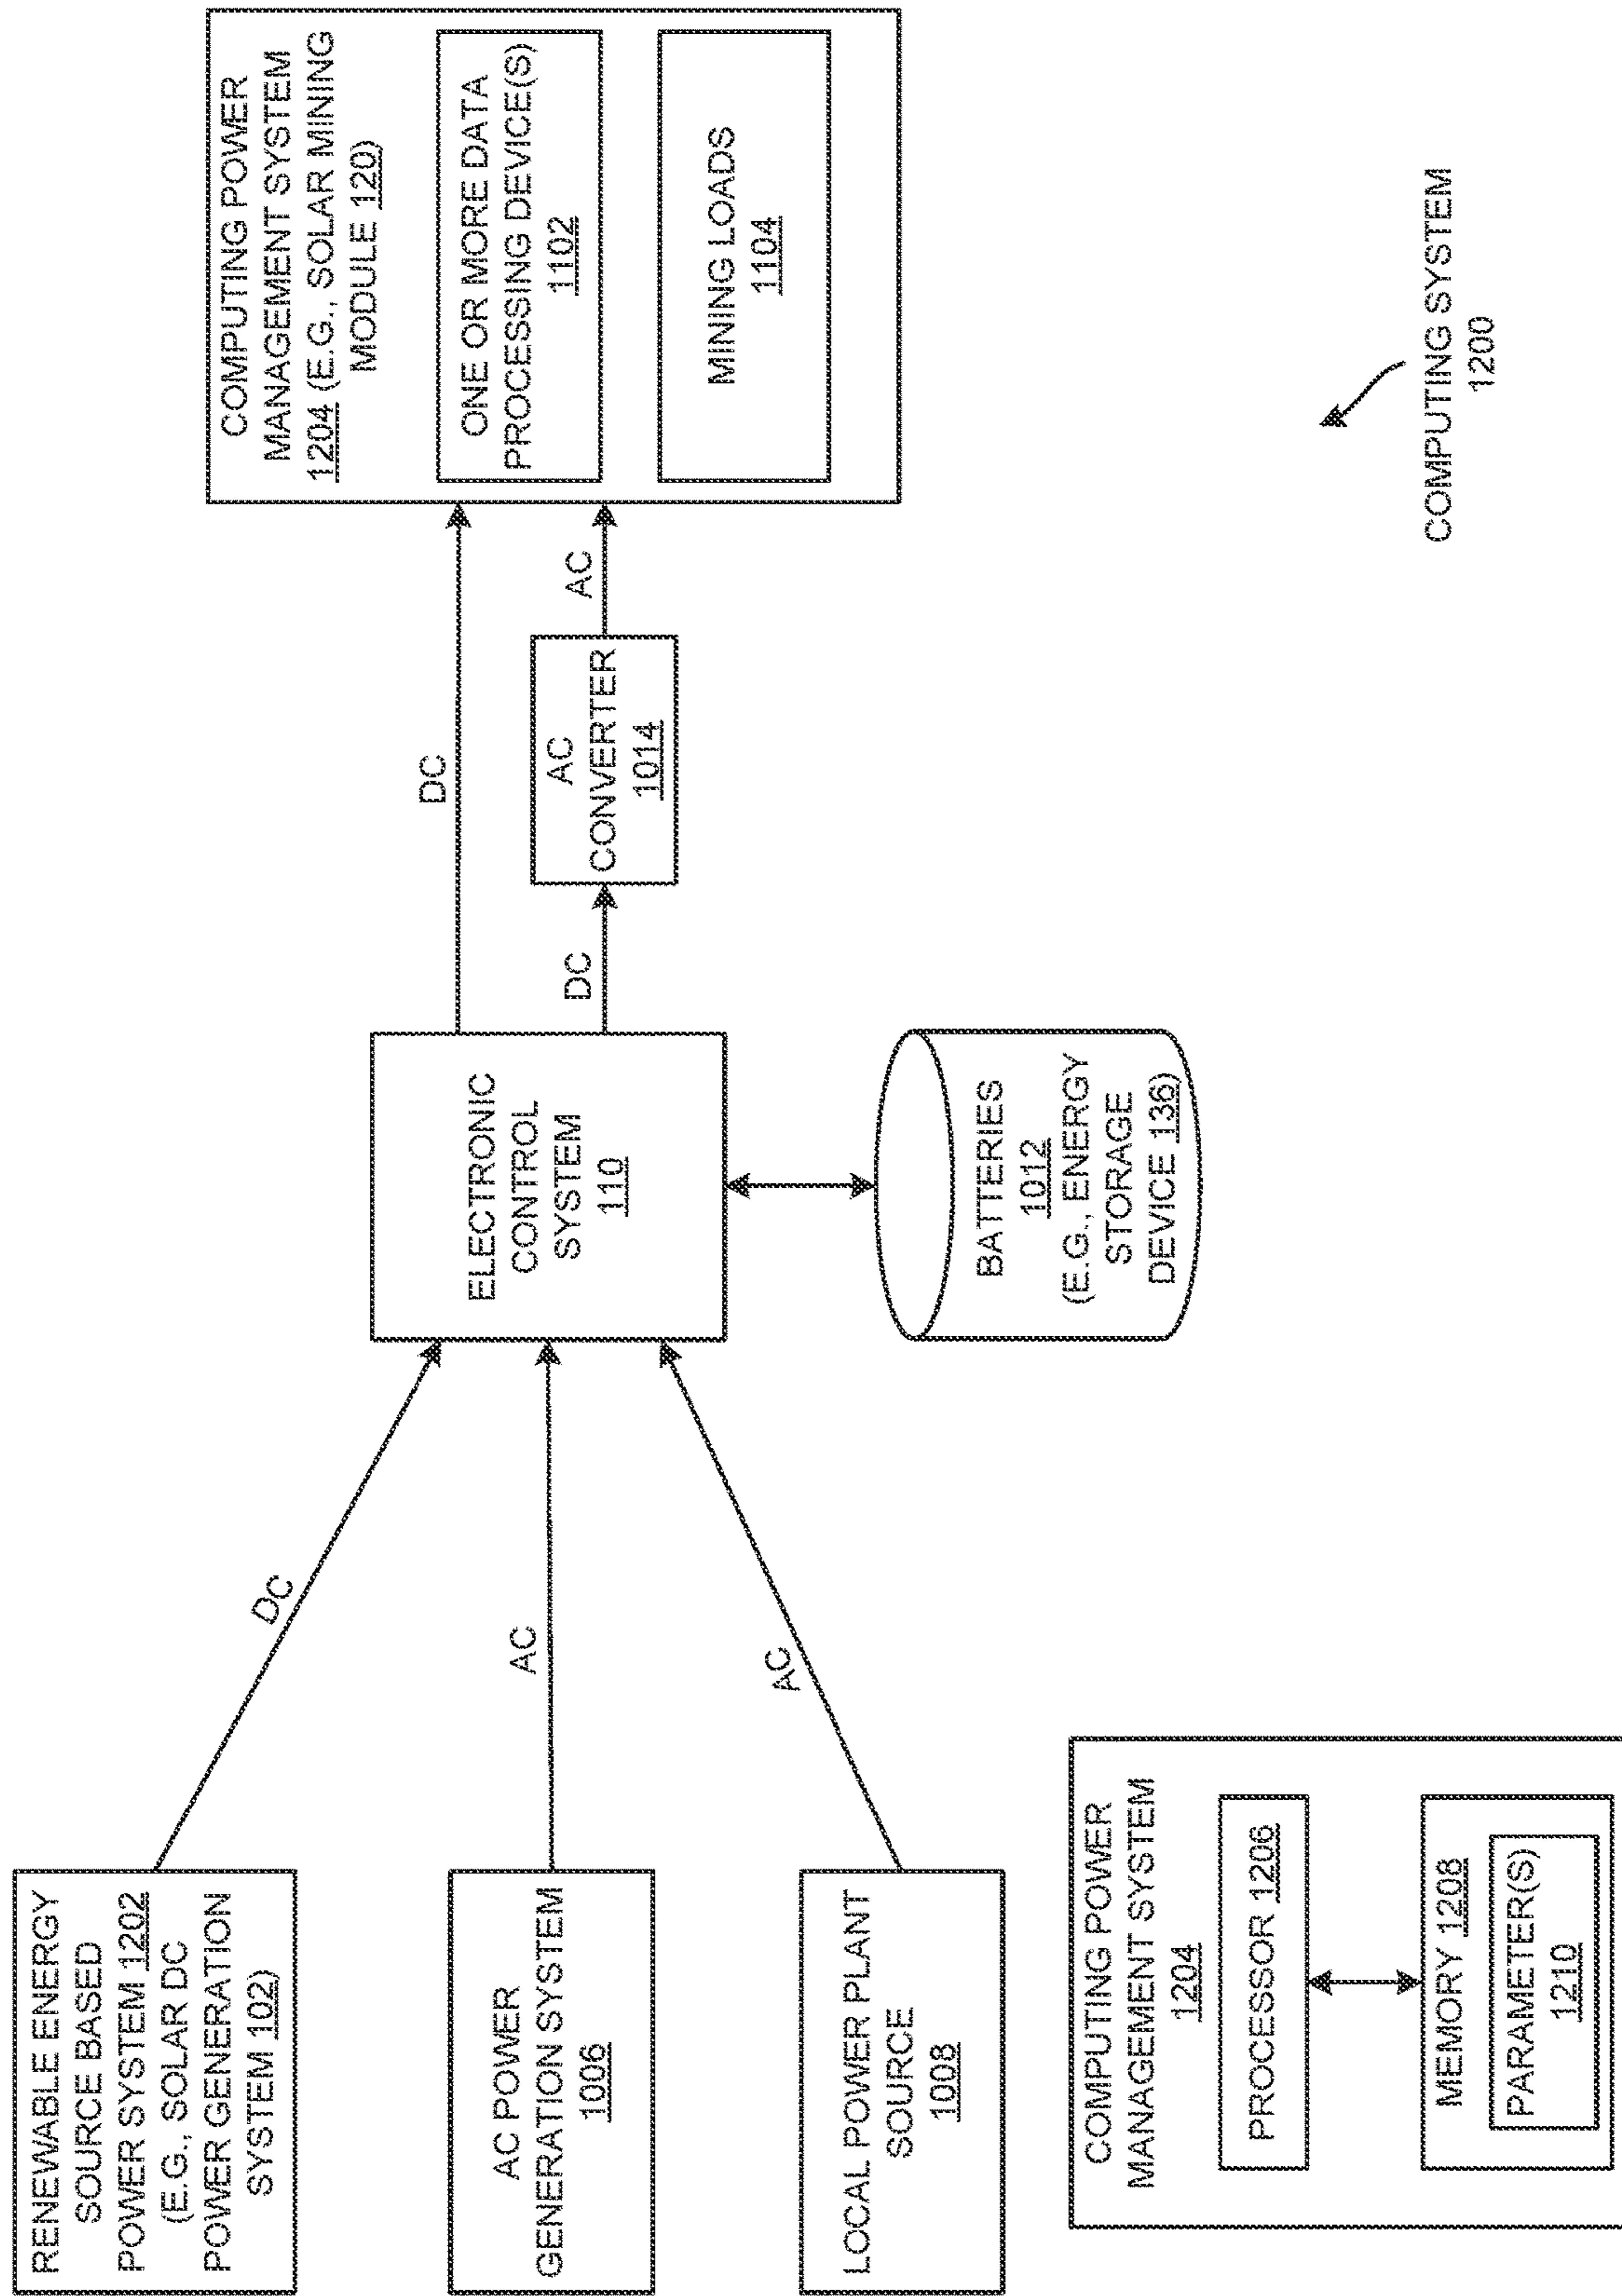 RENEWABLE ENERGY
SOURCE BASED
POWER SYSTEM 1202
(E.G., SOLAR DC
POWER GENERATION
SYSTEM 102)
AC POWER
GENERATION SYSTEM
1006
LOCAL POWER PLANT
SOURCE
1008
DC
AC
AC
ELECTRONIC
CONTROL
SYSTEM
110
BATTERIES
1012
(E.G., ENERGY
STORAGE
DEVICE 136)
DC
DC
AC
CONVERTER
1014
AC
COMPUTING POWER
MANAGEMENT SYSTEM
1204 (E.G., SOLAR MINING
MODULE 120)
ONE OR MORE DATA
PROCESSING DEVICE(S)
1102
MINING LOADS
1104
COMPUTING POWER
MANAGEMENT SYSTEM
1204
PROCESSOR 1206
MEMORY 1208
PARAMETER(S)
1210
COMPUTING SYSTEM
1200